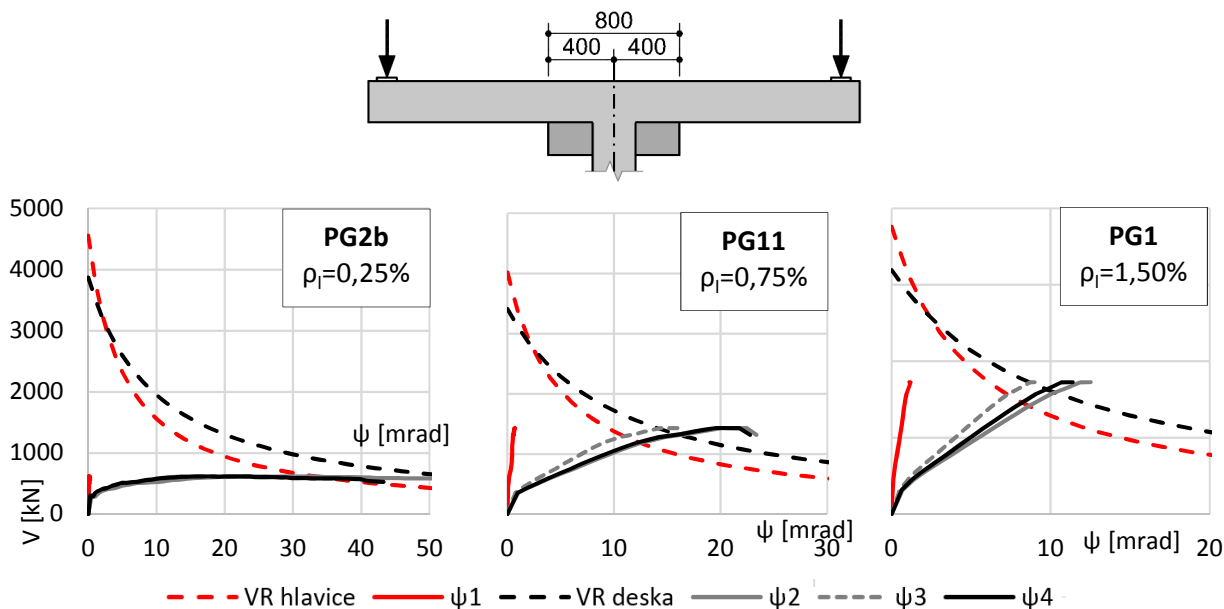 800
400 400
5000
4000
3000
2000
1000
0
V [kN]
PG2b
ρl=0,25%
ψ [mrad]
0 10 20 30 40 50
PG11
ρl=0,75%
ψ [mrad]
0 10 20 30
PG1
ρl=1,50%
ψ [mrad]
0 10 20
VR hlavice ψ1 VR deska ψ2 ψ3 ψ4